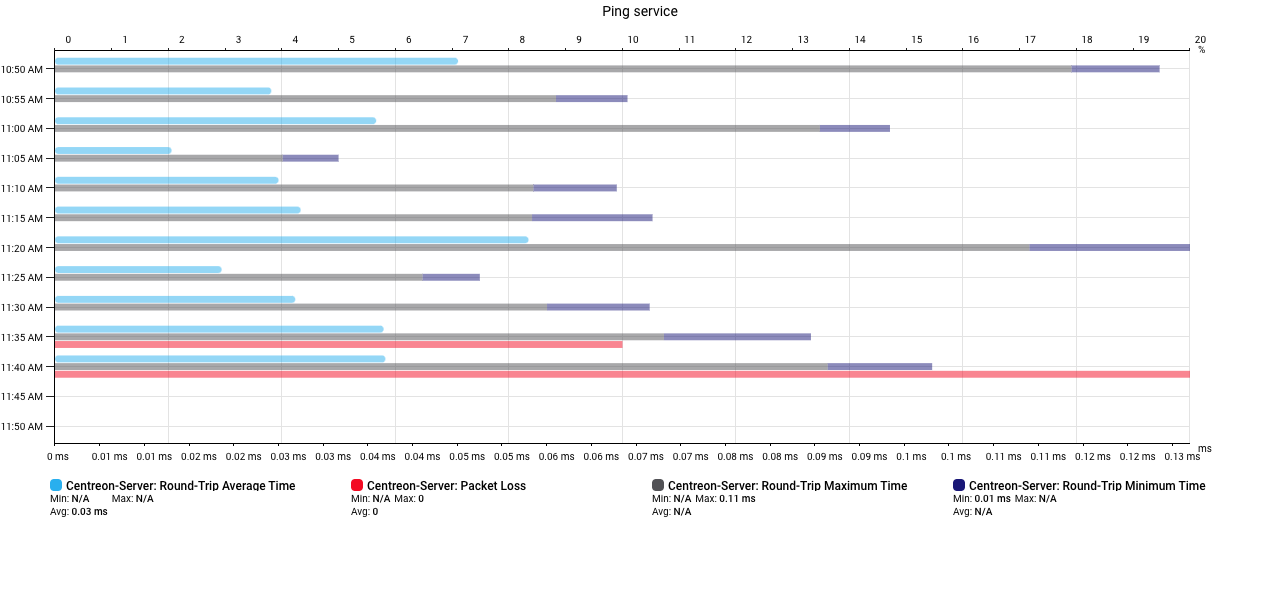 Ping service
0 1 2 3 4 5 6 7 8 9 10 11 12 13 14 15 16 17 18 19 20
%
10:50 AM
10:55 AM
11:00 AM
11:05 AM
11:10 AM
11:15 AM
11:20 AM
11:25 AM
11:30 AM
11:35 AM
11:40 AM
11:45 AM
11:50 AM
ms
0 ms 0.01 ms 0.01 ms 0.02 ms 0.02 ms 0.03 ms 0.03 ms 0.04 ms 0.04 ms 0.05 ms 0.05 ms 0.06 ms 0.06 ms 0.07 ms 0.07 ms 0.08 ms 0.08 ms 0.09 ms 0.09 ms 0.1 ms 0.1 ms 0.11 ms 0.11 ms 0.12 ms 0.12 ms 0.13 ms
Centreon-Server: Round-Trip Average Time Centreon-Server: Packet Loss Centreon-Server: Round-Trip Maximum Time Centreon-Server: Round-Trip Minimum Time
Min: N/A Max: N/A Min: N/A Max: 0 Min: N/A Max: 0.11 ms Min: 0.01 ms Max: N/A
Avg: 0.03 ms Avg: 0 Avg: N/A Avg: N/A